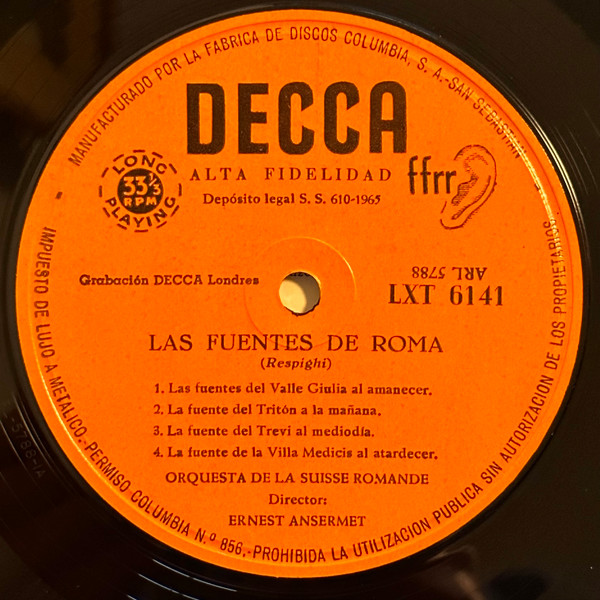 MANUFACTURADO POR LA FABRICA DE DISCOS COLUMBIA, S. A.-SAN SEBASTIAN
DECCA
ALTA FIDELIDAD
ffrr
LONG
33 1/3
RPM
PLAYING
Depósito legal S. S. 610-1965
Grabación DECCA Londres
ARL 5788
LXT 6141
LAS FUENTES DE ROMA
(Respighi)
1. Las fuentes del Valle Giulia al amanecer.
2. La fuente del Tritón a la mañana.
3. La fuente del Trevi al mediodía.
4. La fuente de la Villa Medicis al atardecer.
ORQUESTA DE LA SUISSE ROMANDE
Director:
ERNEST ANSERMET
IMPUESTO DE LUJO A METALICO.-PERMISO COLUMBIA N.º 856.-PROHIBIDA LA UTILIZACION PUBLICA SIN AUTORIZACION DE LOS PROPIETARIOS